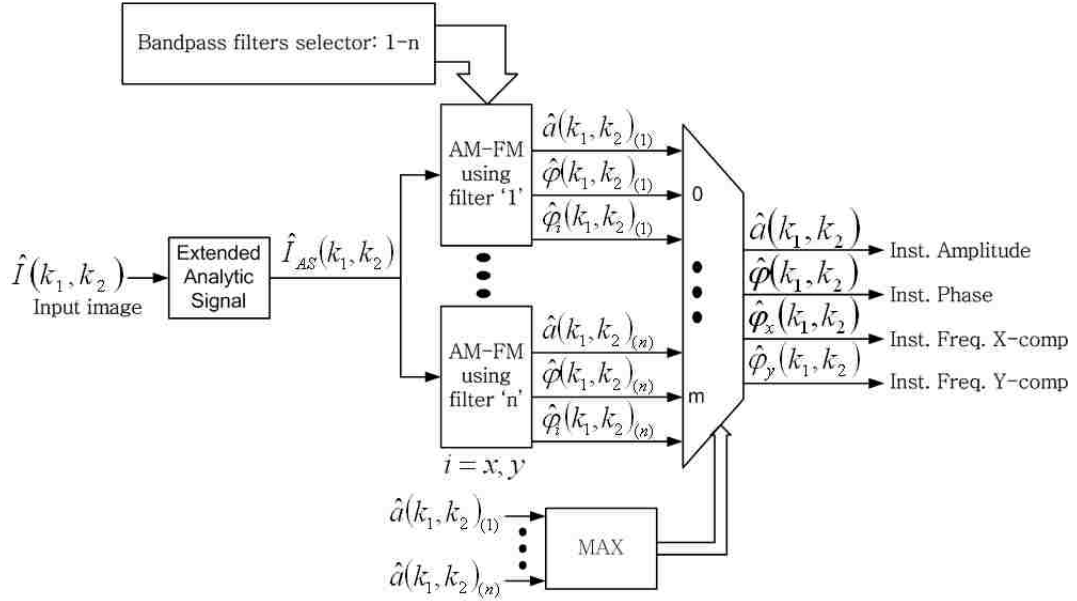 Bandpass filters selector: 1-n
AM-FM
using
filter ‘1’
â(k₁, k₂)₍₁₎
φ̂(k₁, k₂)₍₁₎
φ̂ᵢ(k₁, k₂)₍₁₎
0
Î(k₁, k₂)
Input image
Extended
Analytic
Signal
Î_AS(k₁, k₂)
â(k₁, k₂)
Inst. Amplitude
φ̂(k₁, k₂)
Inst. Phase
φ̂ₓ(k₁, k₂)
Inst. Freq. X-comp
φ̂_y(k₁, k₂)
Inst. Freq. Y-comp
AM-FM
using
filter ‘n’
â(k₁, k₂)₍ₙ₎
φ̂(k₁, k₂)₍ₙ₎
φ̂ᵢ(k₁, k₂)₍ₙ₎
m
i = x, y
â(k₁, k₂)₍₁₎
â(k₁, k₂)₍ₙ₎
MAX